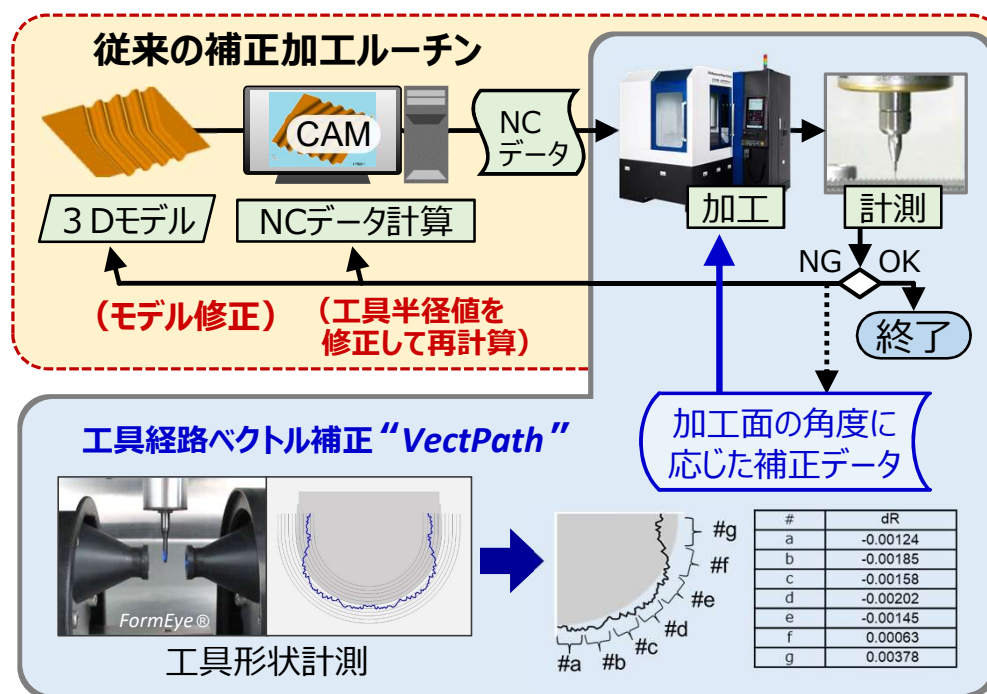 従来の補正加工ルーチン
CAM
NC
データ
3Dモデル
NCデータ計算
加工
計測
NG
OK
(モデル修正)
(工具半径値を
修正して再計算)
終了
工具経路ベクトル補正“VectPath”
加工面の角度に
応じた補正データ
FormEye®
工具形状計測
#g
#f
#e
#d
#c
#b
#a
# dR
a -0.00124
b -0.00185
c -0.00158
d -0.00202
e -0.00145
f 0.00063
g 0.00378